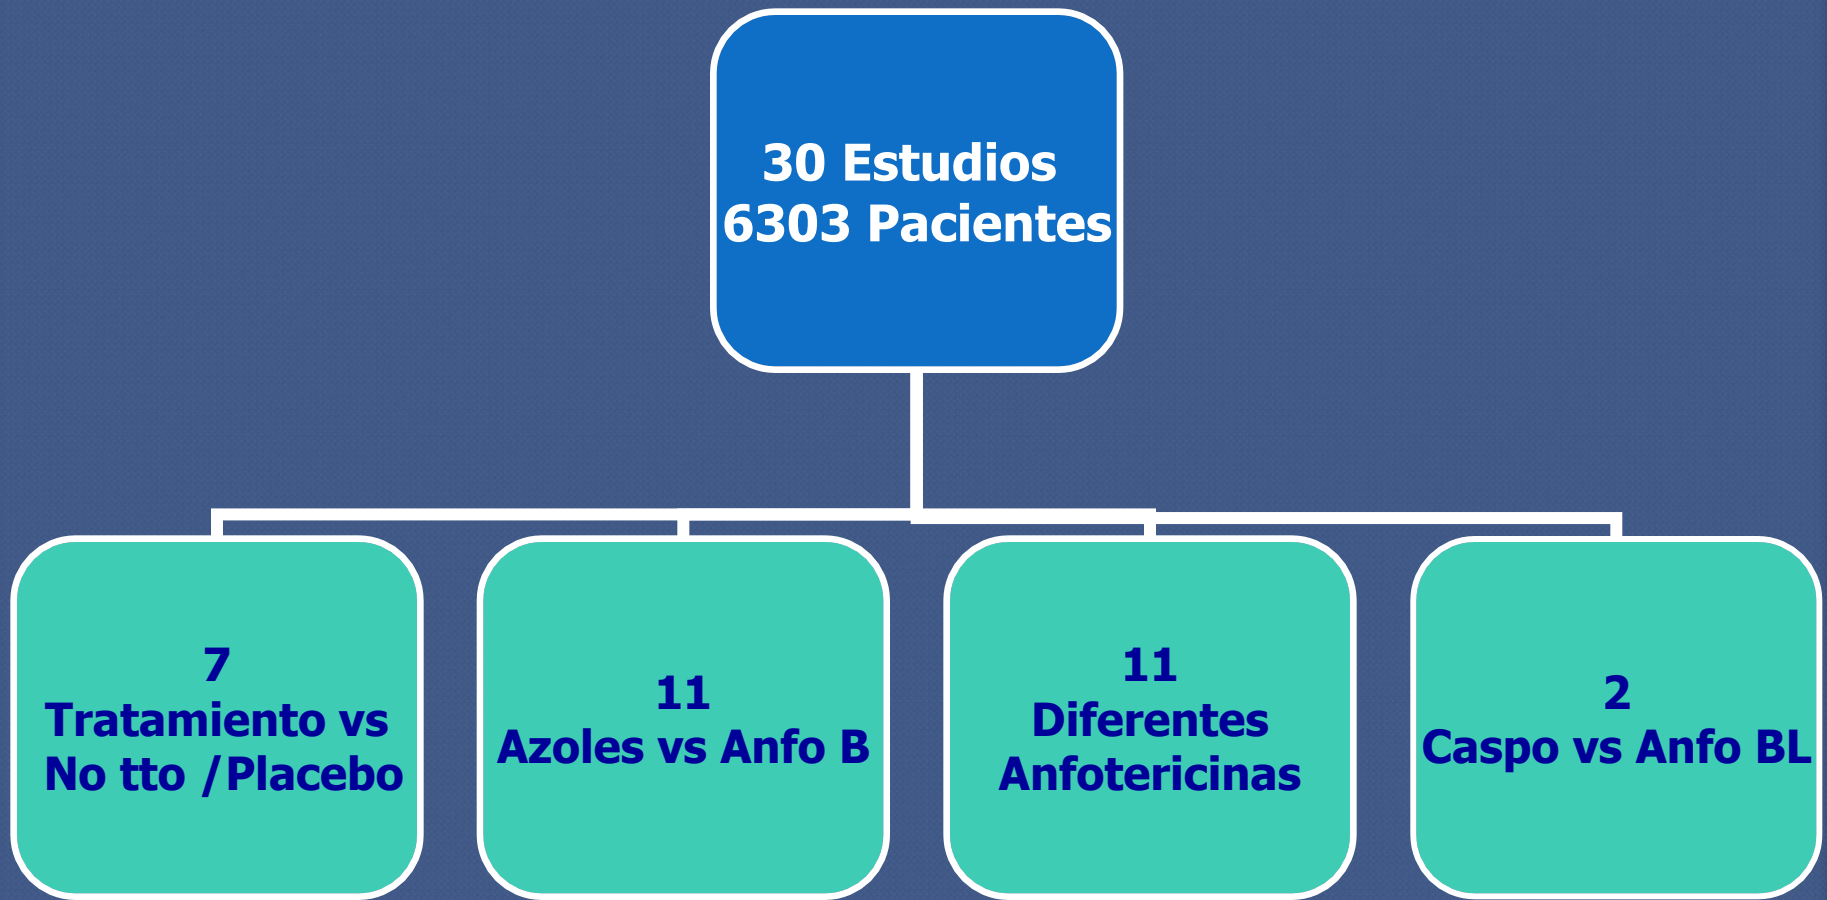 30 Estudios
6303 Pacientes
7
Tratamiento vs
No tto /Placebo
11
Azoles vs Anfo B
11
Diferentes
Anfotericinas
2
Caspo vs Anfo BL